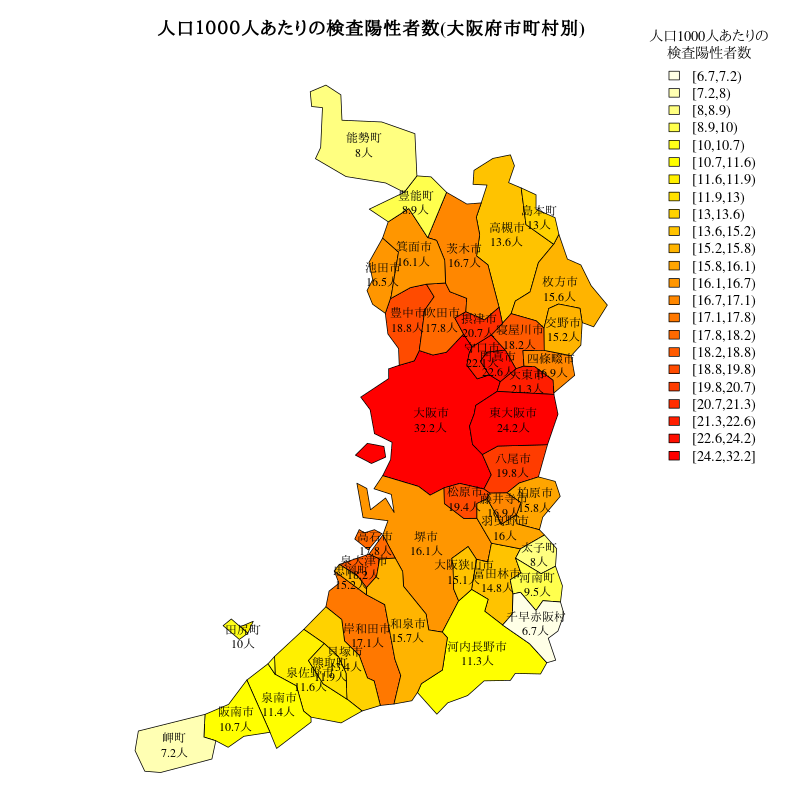 人口1000人あたりの検査陽性者数(大阪府市町村別)
人口1000人あたりの
検査陽性者数
[6.7,7.2)
[7.2,8)
[8,8.9)
[8.9,10)
[10,10.7)
[10.7,11.6)
[11.6,11.9)
[11.9,13)
[13,13.6)
[13.6,15.2)
[15.2,15.8)
[15.8,16.1)
[16.1,16.7)
[16.7,17.1)
[17.1,17.8)
[17.8,18.2)
[18.2,18.8)
[18.8,19.8)
[19.8,20.7)
[20.7,21.3)
[21.3,22.6)
[22.6,24.2)
[24.2,32.2]
能勢町
8人
豊能町
8.9人
島本町
13人
高槻市
13.6人
箕面市
16.1人
茨木市
16.7人
池田市
16.5人
枚方市
15.6人
豊中市
18.8人
吹田市
17.8人
摂津市
20.7人
寝屋川市
18.2人
交野市
15.2人
守口市
門真市
22.6人
四條畷市
16.9人
大東市
21.3人
大阪市
32.2人
東大阪市
24.2人
八尾市
19.8人
松原市
19.4人
藤井寺市
16.9人
柏原市
15.8人
羽曳野市
16人
高石市
17.8人
堺市
16.1人
太子町
8人
泉大津市
18.2人
忠岡町
15.2人
大阪狭山市
15.1人
富田林市
14.8人
河南町
9.5人
千早赤阪村
6.7人
田尻町
10人
岸和田市
17.1人
和泉市
15.7人
河内長野市
11.3人
貝塚市
熊取町
11.9人
泉佐野市
11.6人
泉南市
11.4人
阪南市
10.7人
岬町
7.2人